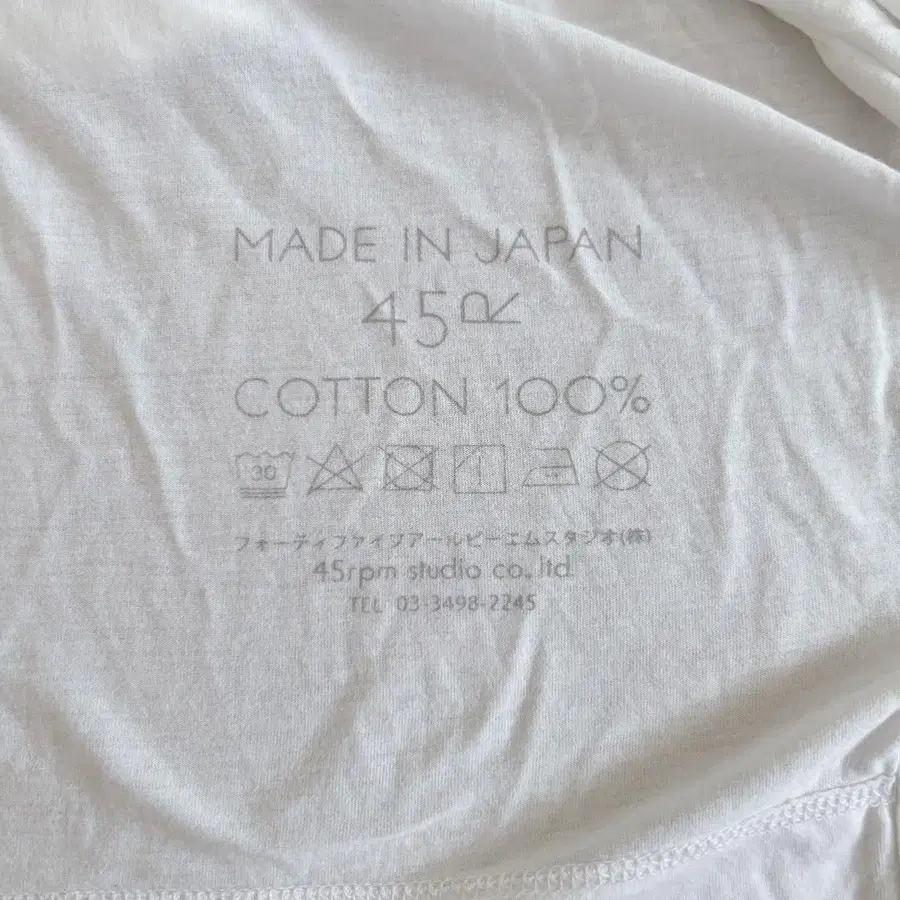 MADE IN JAPAN
45R
COTTON 100%
30
フォーティファイブアールピーエムスタジオ(株)
45rpm studio co., ltd.
TEL 03-3498-2245